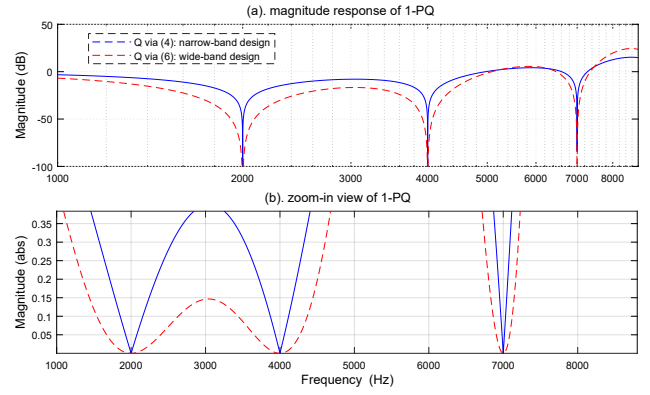 (a). magnitude response of 1-PQ
Magnitude (dB)
50
0
-50
-100
Q via (4): narrow-band design
Q via (6): wide-band design
1000 2000 3000 4000 5000 6000 7000 8000
(b). zoom-in view of 1-PQ
Magnitude (abs)
0.35
0.3
0.25
0.2
0.15
0.1
0.05
1000 2000 3000 4000 5000 6000 7000 8000
Frequency (Hz)